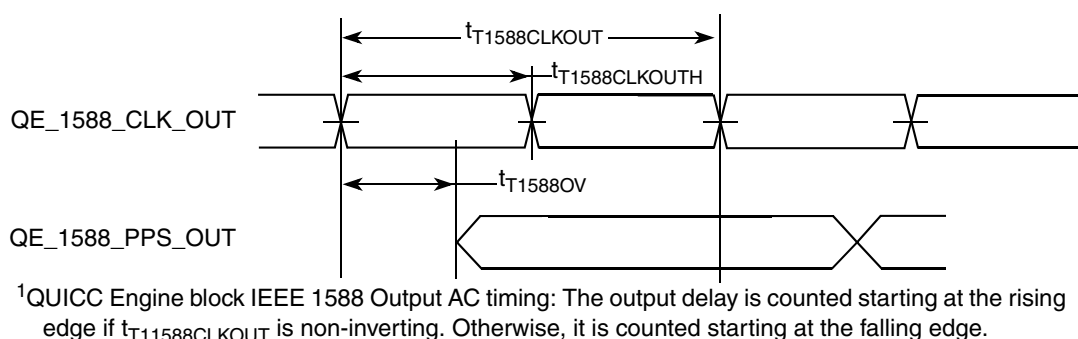 tT1588CLKOUT
tT1588CLKOUTH
QE_1588_CLK_OUT
tT1588OV
QE_1588_PPS_OUT
1QUICC Engine block IEEE 1588 Output AC timing: The output delay is counted starting at the rising
edge if tT11588CLKOUT is non-inverting. Otherwise, it is counted starting at the falling edge.